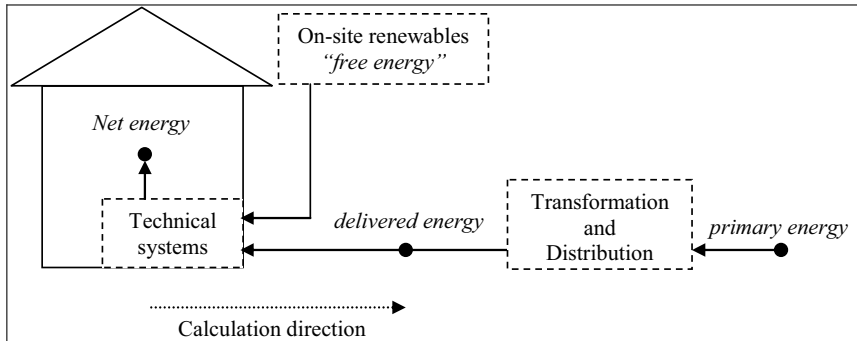 On-site renewables
“free energy”
Net energy
Technical
systems
delivered energy
Transformation
and
Distribution
primary energy
Calculation direction